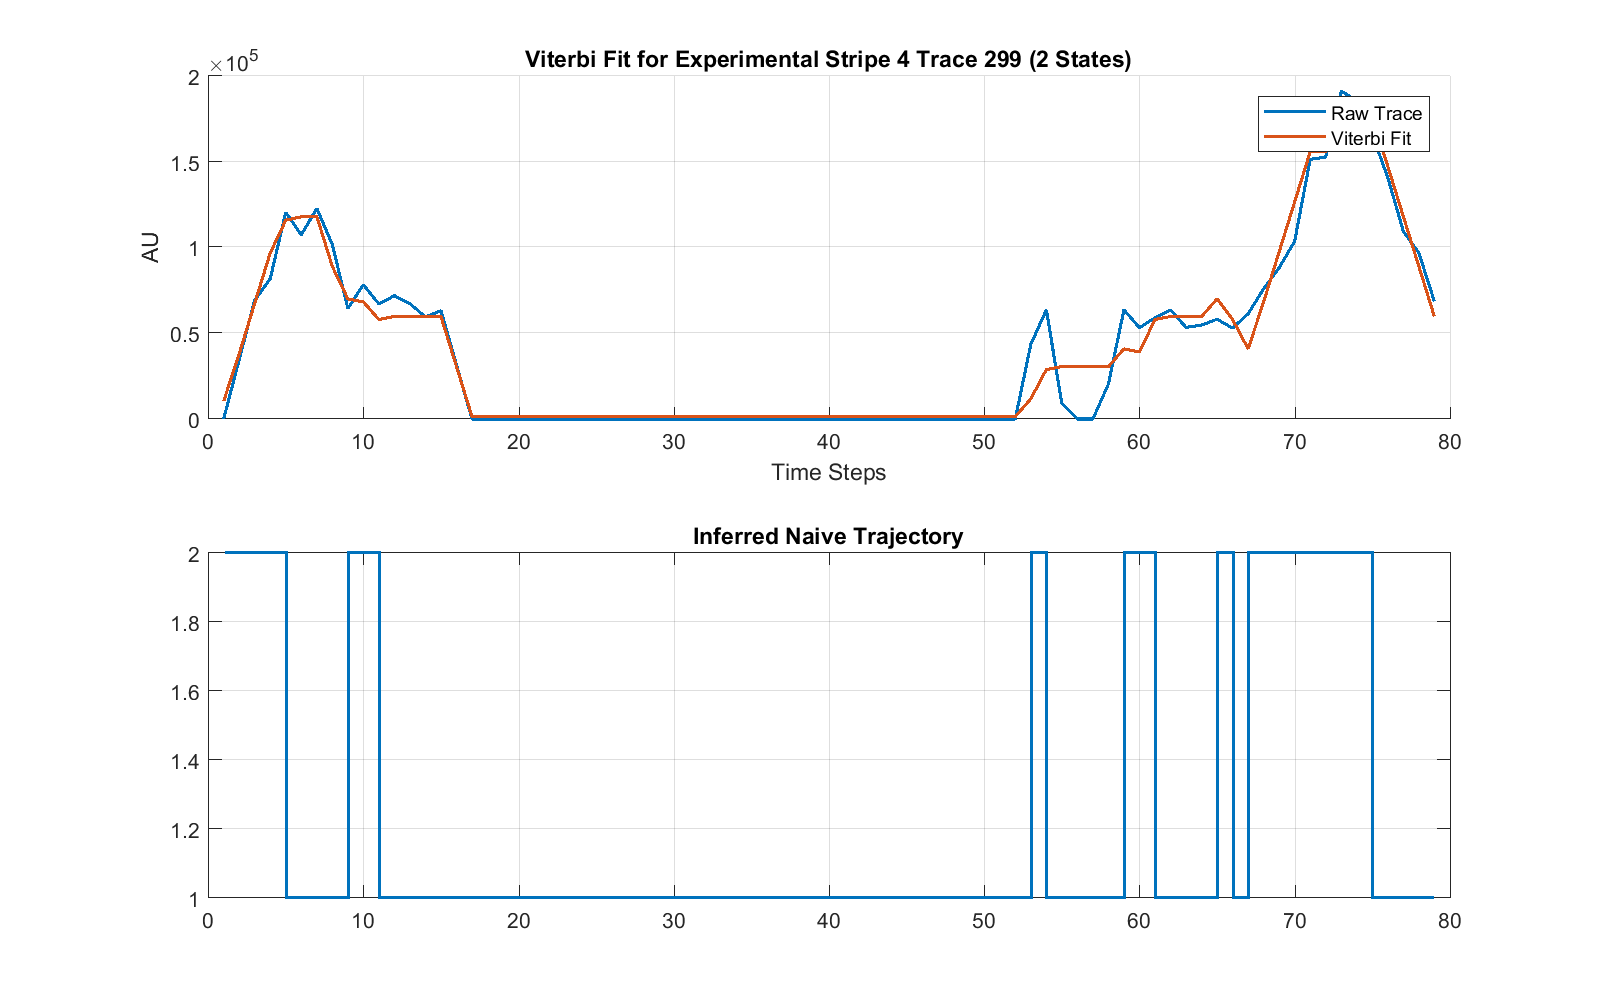 Viterbi Fit for Experimental Stripe 4 Trace 299 (2 States)
×10⁵
2
1.5
1
0.5
0
AU
Raw Trace
Viterbi Fit
0 10 20 30 40 50 60 70 80
Time Steps
Inferred Naive Trajectory
2
1.8
1.6
1.4
1.2
1
0 10 20 30 40 50 60 70 80